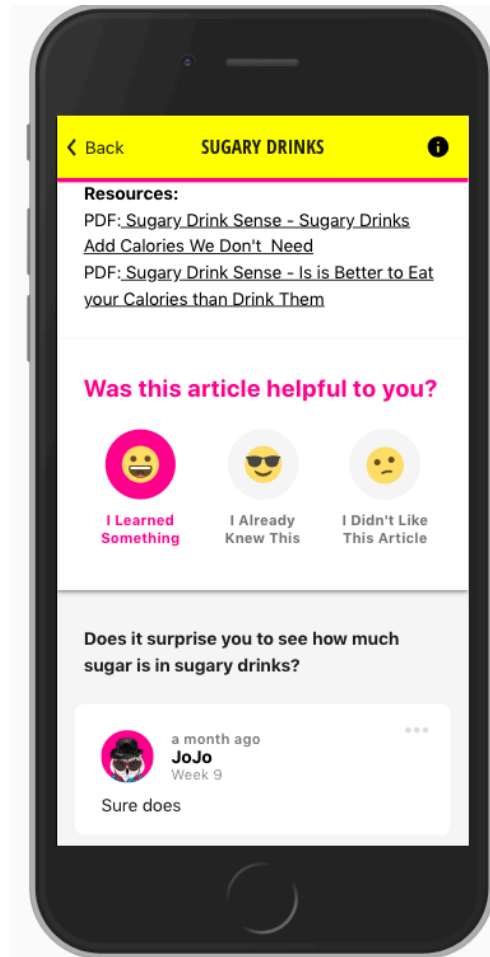 Back SUGARY DRINKS
Resources:
PDF: Sugary Drink Sense - Sugary Drinks
Add Calories We Don't Need
PDF: Sugary Drink Sense - Is is Better to Eat
your Calories than Drink Them
Was this article helpful to you?
I Learned
Something
I Already
Knew This
I Didn't Like
This Article
Does it surprise you to see how much
sugar is in sugary drinks?
a month ago
JoJo
Week 9
Sure does